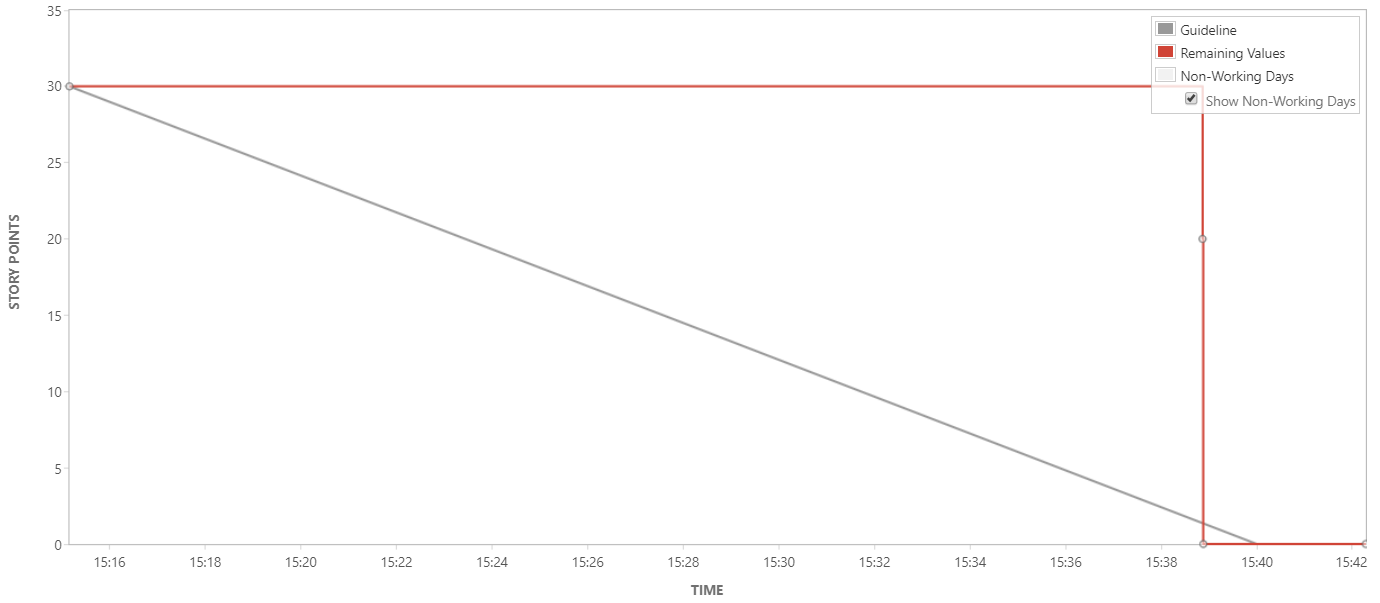 35
30
25
20
15
10
5
0
STORY POINTS
Guideline
Remaining Values
Non-Working Days
Show Non-Working Days
15:16 15:18 15:20 15:22 15:24 15:26 15:28 15:30 15:32 15:34 15:36 15:38 15:40 15:42
TIME